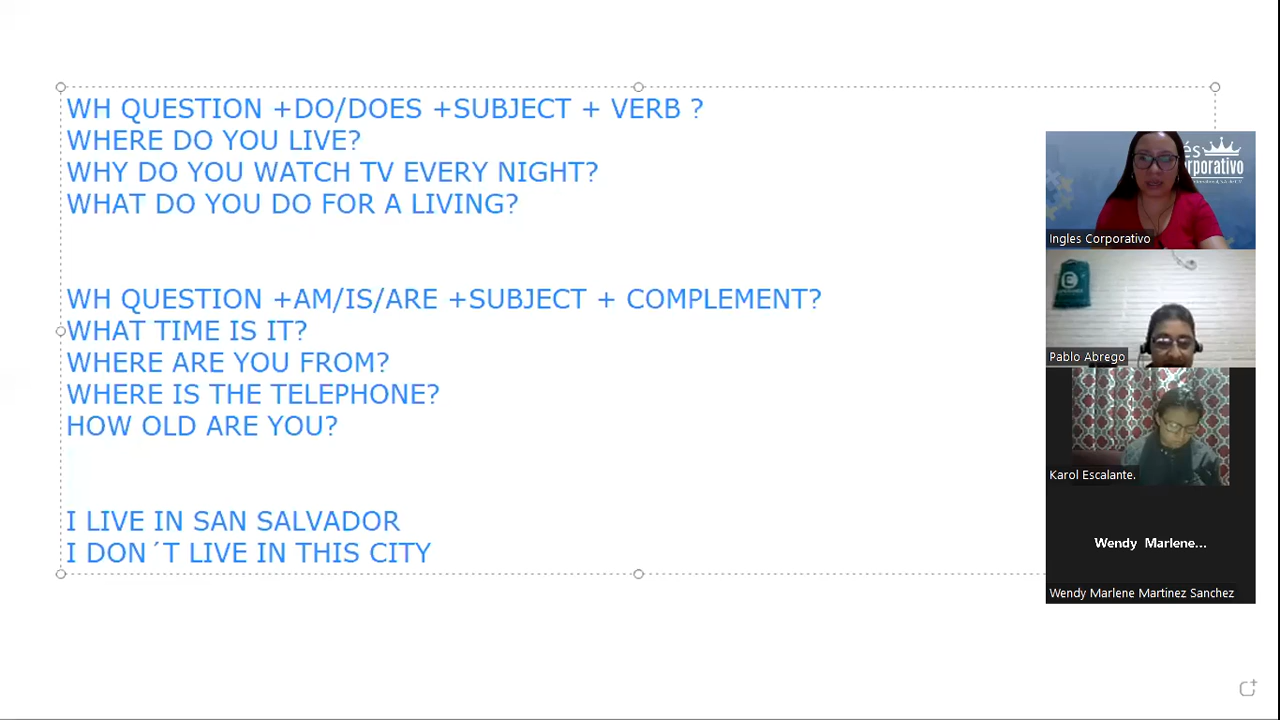 WH QUESTION +DO/DOES +SUBJECT + VERB ?
WHERE DO YOU LIVE?
WHY DO YOU WATCH TV EVERY NIGHT?
WHAT DO YOU DO FOR A LIVING?
WH QUESTION +AM/IS/ARE +SUBJECT + COMPLEMENT?
WHAT TIME IS IT?
WHERE ARE YOU FROM?
WHERE IS THE TELEPHONE?
HOW OLD ARE YOU?
I LIVE IN SAN SALVADOR
I DON´T LIVE IN THIS CITY
és
orporativo
Ingles Corporativo
Pablo Abrego
Karol Escalante.
Wendy Marlene...
Wendy Marlene Martinez Sanchez